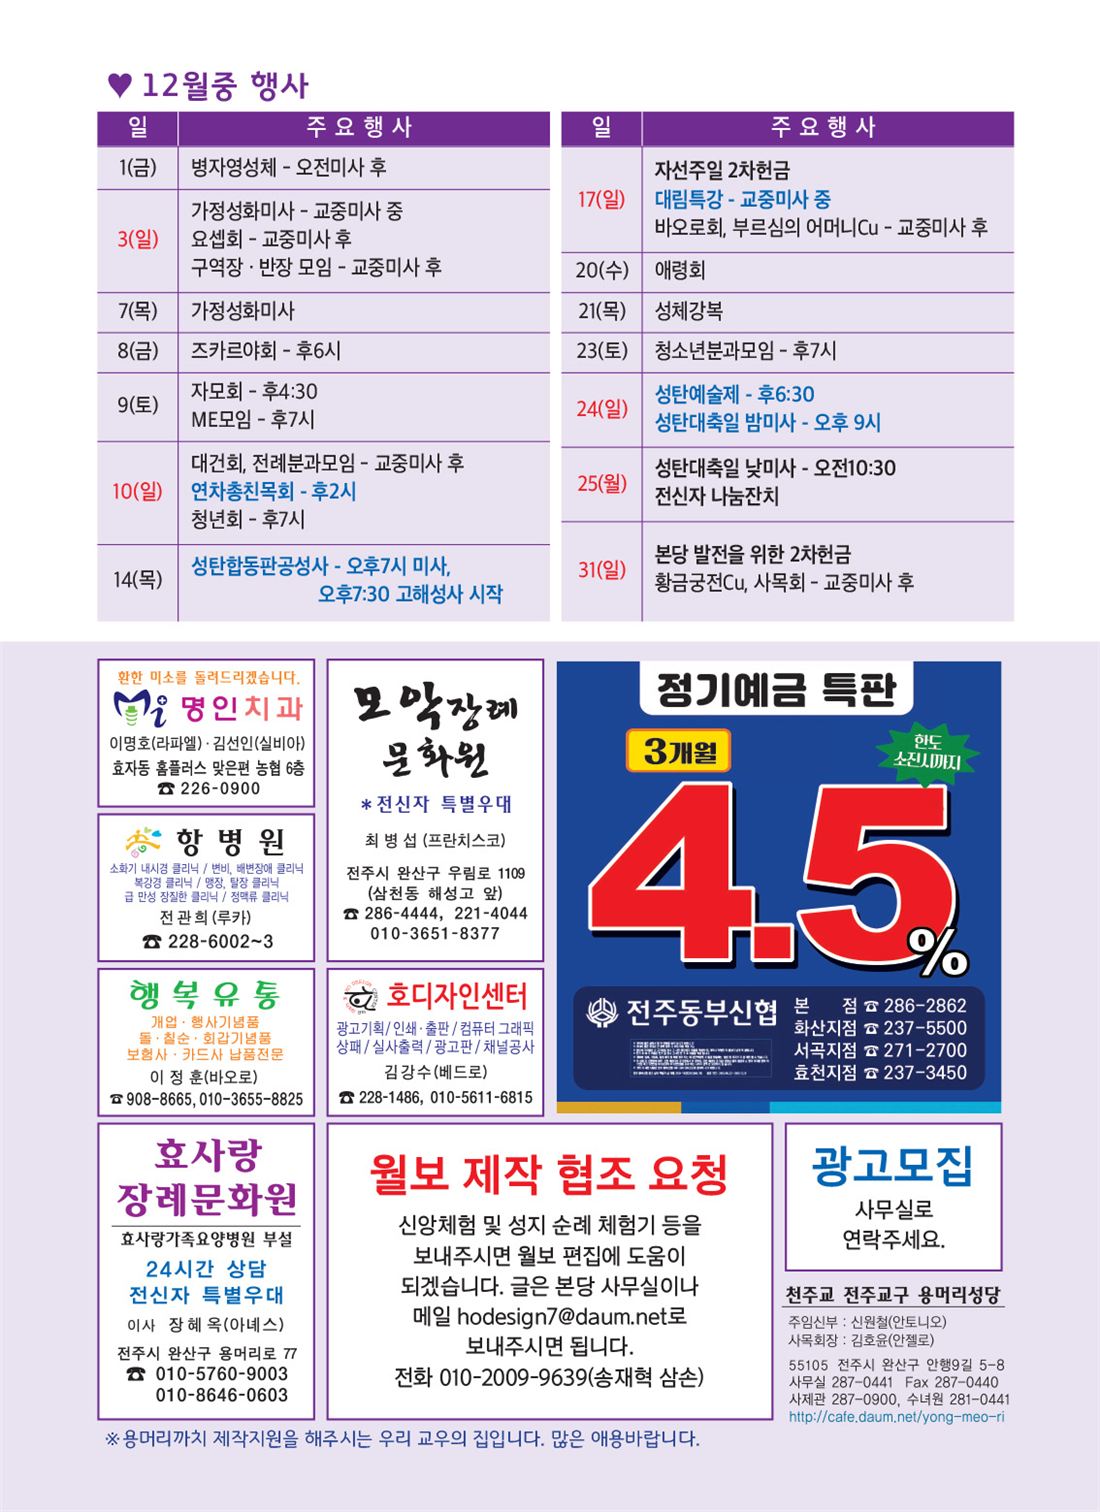 ♥ 12월중 행사
일 주요행사
1(금) 병자영성체 - 오전미사 후
3(일) 가정성화미사 - 교중미사 중
요셉회 - 교중미사 후
구역장 · 반장 모임 - 교중미사 후
7(목) 가정성화미사
8(금) 즈카르야회 - 후6시
9(토) 자모회 - 후4:30
ME모임 - 후7시
10(일) 대건회, 전례분과모임 - 교중미사 후
연차총친목회 - 후2시
청년회 - 후7시
14(목) 성탄합동판공성사 - 오후7시 미사,
오후7:30 고해성사 시작
일 주요행사
17(일) 자선주일 2차헌금
대림특강 - 교중미사 중
바오로회, 부르심의 어머니Cu - 교중미사 후
20(수) 애령회
21(목) 성체강복
23(토) 청소년분과모임 - 후7시
24(일) 성탄예술제 - 후6:30
성탄대축일 밤미사 - 오후 9시
25(월) 성탄대축일 낮미사 - 오전10:30
전신자 나눔잔치
31(일) 본당 발전을 위한 2차헌금
황금궁전Cu, 사목회 - 교중미사 후
환한 미소를 돌려드리겠습니다.
Mi 명인치과
이명호(라파엘) · 김선인(실비아)
효자동 홈플러스 맞은편 농협 6층
☎ 226-0900
항병원
소화기 내시경 클리닉 / 변비, 배변장애 클리닉
복강경 클리닉 / 맹장, 탈장 클리닉
급 만성 장질환 클리닉 / 정맥류 클리닉
전관희(루카)
☎ 228-6002~3
행복유통
개업 · 행사기념품
돌 · 칠순 · 회갑기념품
보험사 · 카드사 납품전문
이정훈(바오로)
☎ 908-8665, 010-3655-8825
효사랑
장례문화원
효사랑가족요양병원 부설
24시간 상담
전신자 특별우대
이사 장혜옥(아녜스)
전주시 완산구 용머리로 77
☎ 010-5760-9003
010-8646-0603
모악장례
문화원
*전신자 특별우대
최병섭(프란치스코)
전주시 완산구 우림로 1109
(삼천동 해성고 앞)
☎ 286-4444, 221-4044
010-3651-8377
호디자인센터
광고기획/인쇄·출판/컴퓨터 그래픽
상패/실사출력/광고판/채널공사
김강수(베드로)
☎ 228-1486, 010-5611-6815
정기예금 특판
3개월
한도
소진시까지
4.5%
전주동부신협
본 점 ☎ 286-2862
화산지점 ☎ 237-5500
서곡지점 ☎ 271-2700
효천지점 ☎ 237-3450
월보 제작 협조 요청
신앙체험 및 성지 순례 체험기 등을
보내주시면 월보 편집에 도움이
되겠습니다. 글은 본당 사무실이나
메일 hodesign7@daum.net로
보내주시면 됩니다.
전화 010-2009-9639(송재혁 삼손)
광고모집
사무실로
연락주세요.
천주교 전주교구 용머리성당
주임신부 : 신원철(안토니오)
사목회장 : 김호윤(안젤로)
55105 전주시 완산구 안행9길 5-8
사무실 287-0441 Fax 287-0440
사제관 287-0900, 수녀원 281-0441
http://cafe.daum.net/yong-meo-ri
※용머리까치 제작지원을 해주시는 우리 교우의 집입니다. 많은 애용바랍니다.